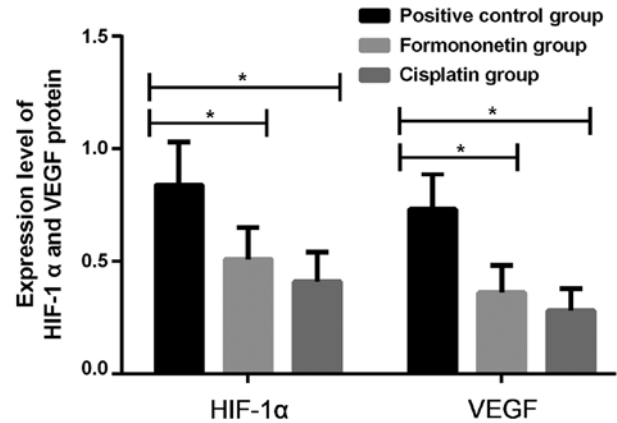 Positive control group
Formononetin group
Cisplatin group
Expression level of
HIF-1 α and VEGF protein
1.5
1.0
0.5
0.0
*
*
*
*
HIF-1α
VEGF